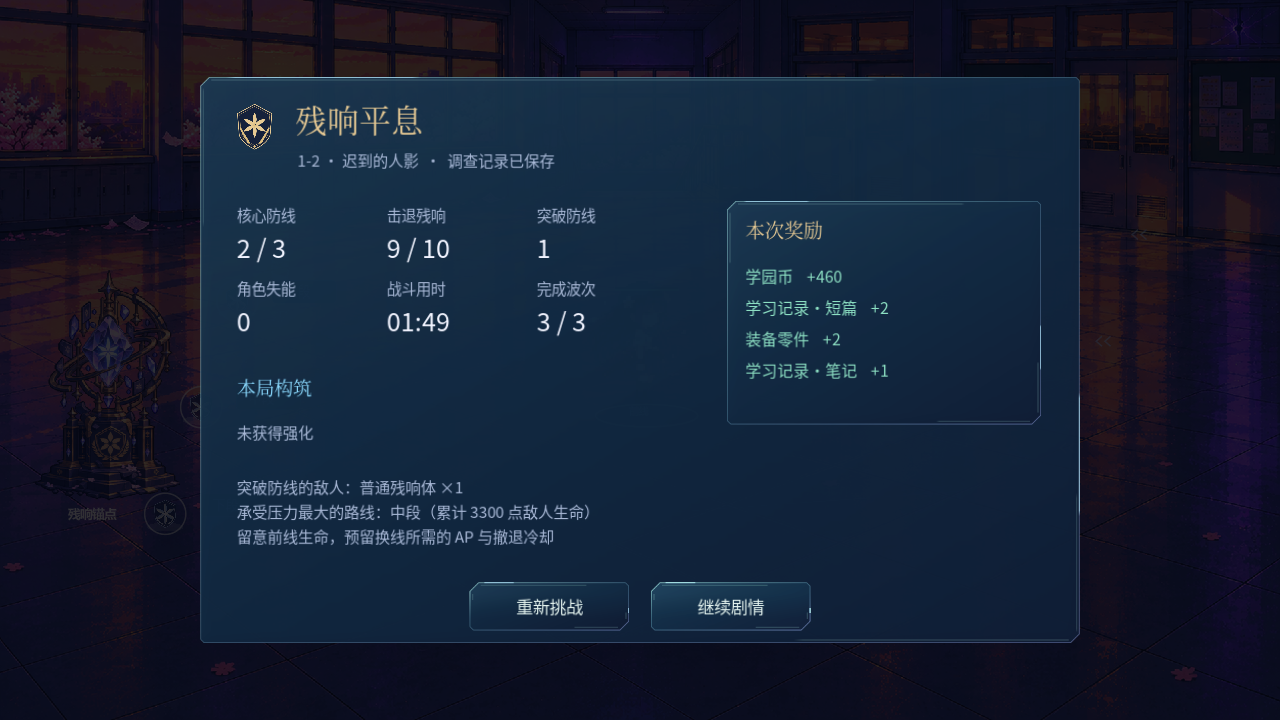 残响平息
1-2 · 迟到的人影 · 调查记录已保存
核心防线 击退残响 突破防线
2 / 3 9 / 10 1
角色失能 战斗用时 完成波次
0 01:49 3 / 3
本局构筑
未获得强化
突破防线的敌人：普通残响体 ×1
承受压力最大的路线：中段（累计 3300 点敌人生命）
留意前线生命，预留换线所需的 AP 与撤退冷却
本次奖励
学园币 +460
学习记录·短篇 +2
装备零件 +2
学习记录·笔记 +1
残响锚点
重新挑战 继续剧情